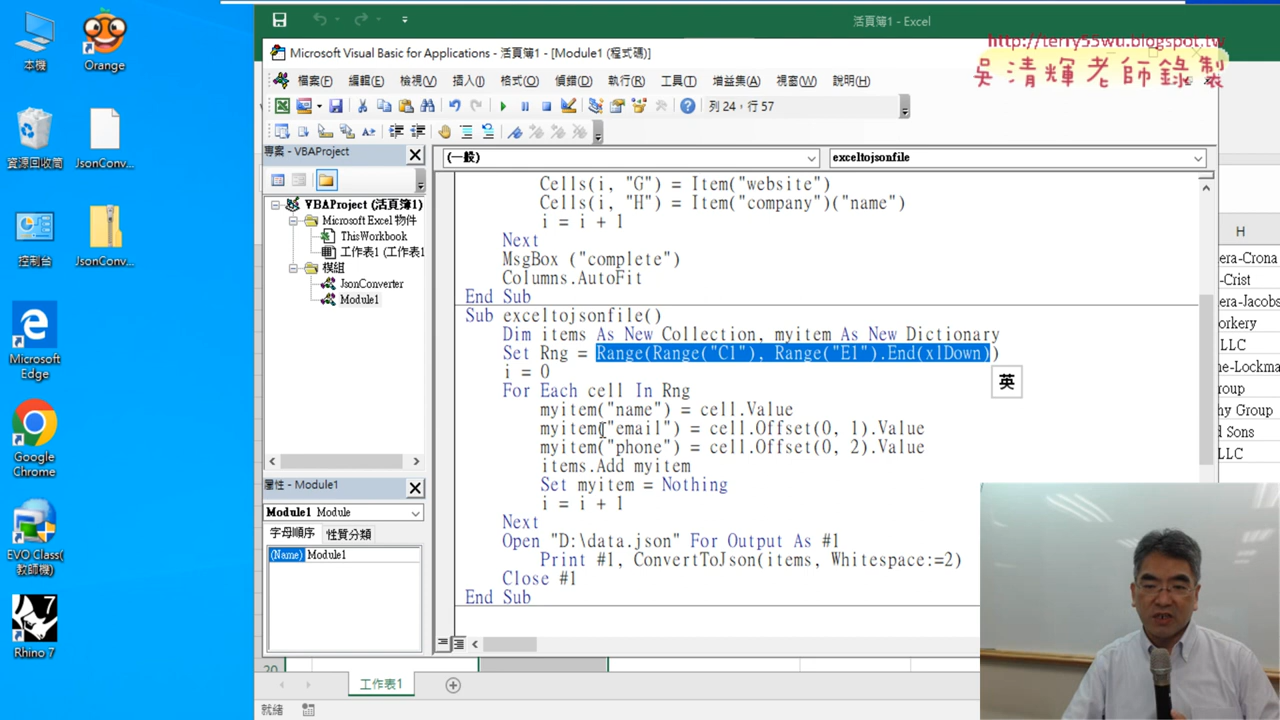 本機
Orange
資源回收筒
JsonConv...
控制台
JsonConv...
Microsoft Edge
Google Chrome
EVO Class(教師機)
Rhino 7
活頁簿1 - Excel
http://terry55wu.blogspot.tw
吳清輝老師錄製
Microsoft Visual Basic for Applications - 活頁簿1 - [Module1 (程式碼)]
檔案(F) 編輯(E) 檢視(V) 插入(I) 格式(O) 偵錯(D) 執行(R) 工具(T) 增益集(A) 視窗(W) 說明(H)
列 24，行 57
專案 - VBAProject
VBAProject (活頁簿1)
Microsoft Excel 物件
ThisWorkbook
工作表1 (工作表1
模組
JsonConverter
Module1
屬性 - Module1
Module1 Module
字母順序 性質分類
(Name) Module1
(一般)
exceltojsonfile
Cells(i, "G") = Item("website")
Cells(i, "H") = Item("company")("name")
i = i + 1
Next
MsgBox ("complete")
Columns.AutoFit
End Sub
Sub exceltojsonfile()
Dim items As New Collection, myitem As New Dictionary
Set Rng = Range(Range("C1"), Range("E1").End(xlDown))
i = 0
For Each cell In Rng
myitem("name") = cell.Value
myitem("email") = cell.Offset(0, 1).Value
myitem("phone") = cell.Offset(0, 2).Value
items.Add myitem
Set myitem = Nothing
i = i + 1
Next
Open "D:\data.json" For Output As #1
Print #1, ConvertToJson(items, Whitespace:=2)
Close #1
End Sub
英
H
era-Crona
-Crist
era-Jacobs
orkery
LLC
ne-Lockma
roup
hy Group
d Sons
LLC
20
工作表1
就緒